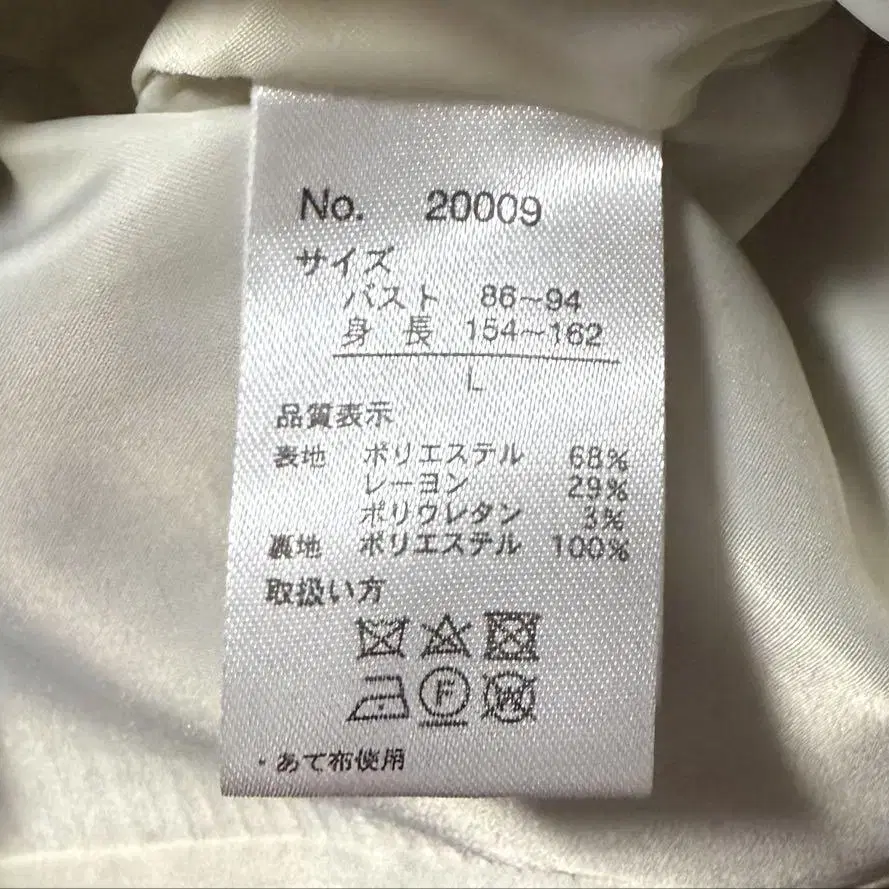 No. 20009
サイズ
バスト 86~94
身 長 154~162
L
品質表示
表地 ポリエステル 68%
レーヨン 29%
ポリウレタン 3%
裏地 ポリエステル 100%
取扱い方
F W
・あて布使用